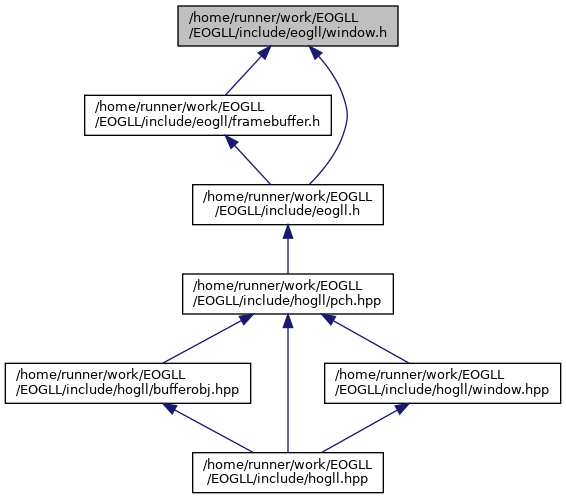 /home/runner/work/EOGLL
/EOGLL/include/eogll/window.h
/home/runner/work/EOGLL
/EOGLL/include/eogll/framebuffer.h
/home/runner/work/EOGLL
/EOGLL/include/eogll.h
/home/runner/work/EOGLL
/EOGLL/include/hogll/pch.hpp
/home/runner/work/EOGLL
/EOGLL/include/hogll/bufferobj.hpp
/home/runner/work/EOGLL
/EOGLL/include/hogll/window.hpp
/home/runner/work/EOGLL
/EOGLL/include/hogll.hpp